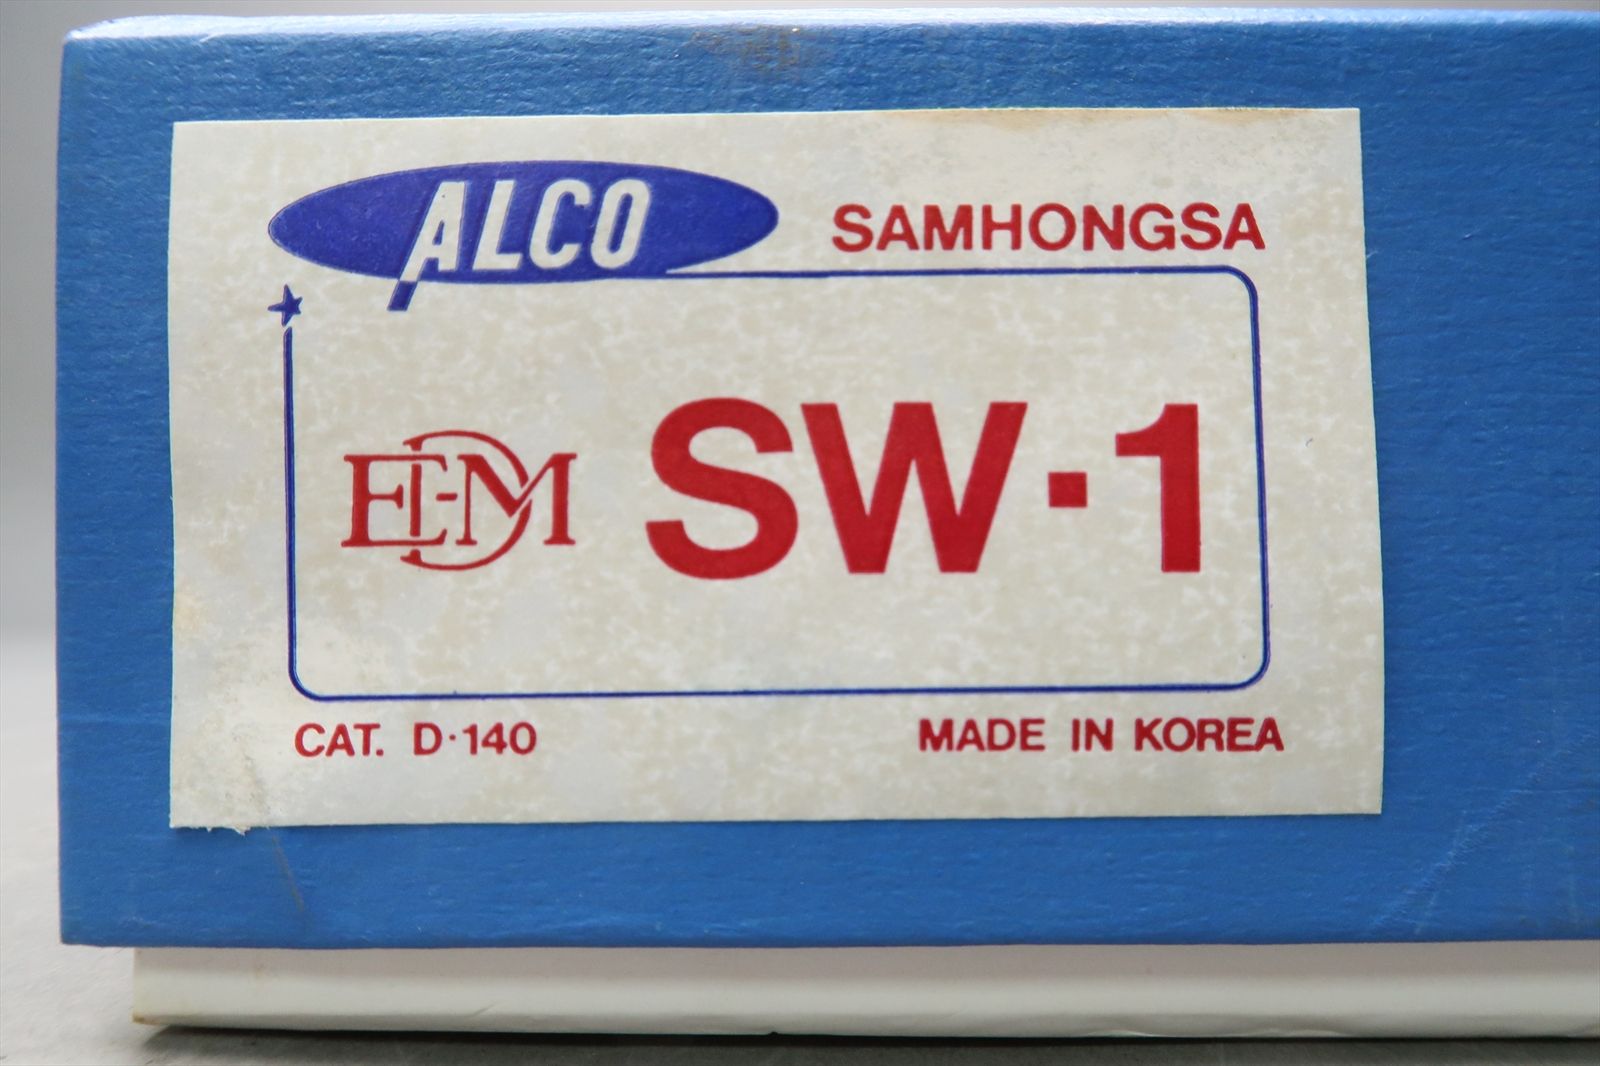 ALCO SAMHONGSA
EMD SW·1
CAT. D·140 MADE IN KOREA